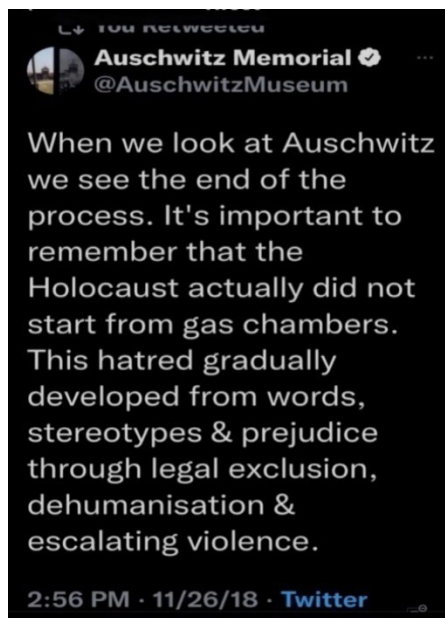 You Retweeted
Auschwitz Memorial
@AuschwitzMuseum
When we look at Auschwitz
we see the end of the
process. It's important to
remember that the
Holocaust actually did not
start from gas chambers.
This hatred gradually
developed from words,
stereotypes & prejudice
through legal exclusion,
dehumanisation &
escalating violence.
2:56 PM · 11/26/18 · Twitter